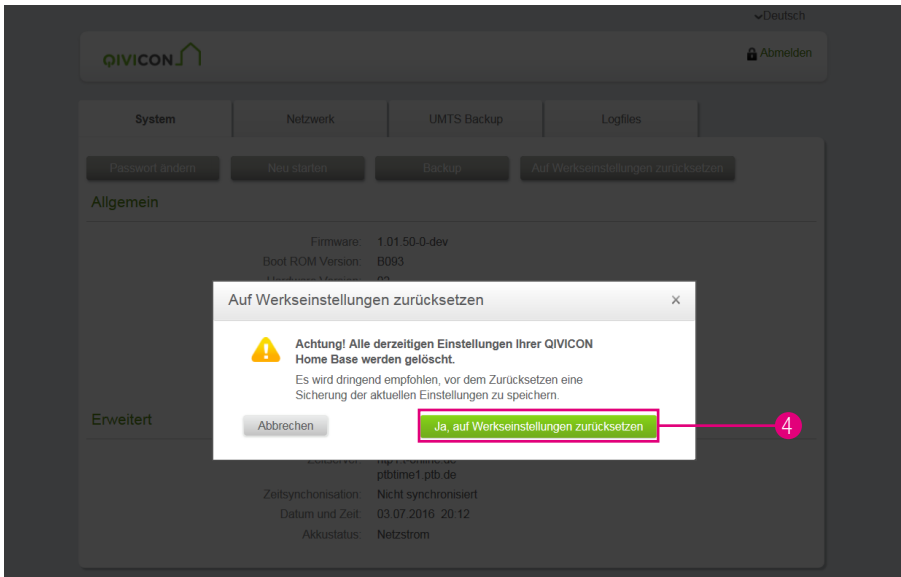 Deutsch
QIVICON
Abmelden
System Netzwerk UMTS Backup Logfiles
Passwort ändern Neu starten Backup Auf Werkseinstellungen zurücksetzen
Allgemein
Firmware: 1.01.50-0-dev
Boot ROM Version: B093
Hardware Version: 02
Auf Werkseinstellungen zurücksetzen
Achtung! Alle derzeitigen Einstellungen Ihrer QIVICON
Home Base werden gelöscht.
Es wird dringend empfohlen, vor dem Zurücksetzen eine
Sicherung der aktuellen Einstellungen zu speichern.
Abbrechen Ja, auf Werkseinstellungen zurücksetzen
4
Erweitert
ptbtime1.ptb.de
Zeitsynchonisation: Nicht synchronisiert
Datum und Zeit: 03.07.2016 20:12
Akkustatus: Netzstrom